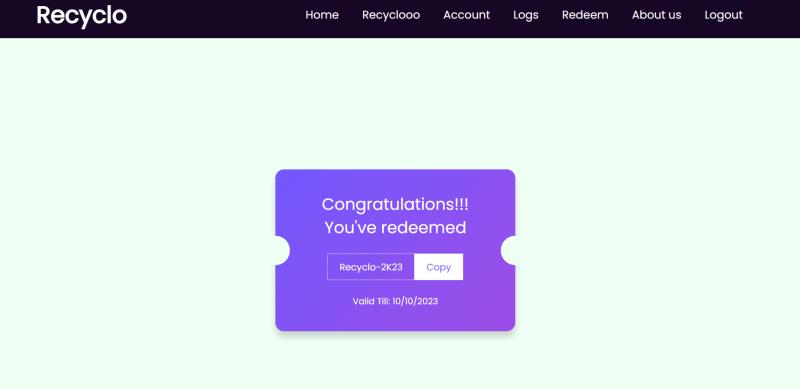 Recyclo
Home Recyclooo Account Logs Redeem About us Logout
Congratulations!!!
You've redeemed
Recyclo-2K23 Copy
Valid Till: 10/10/2023